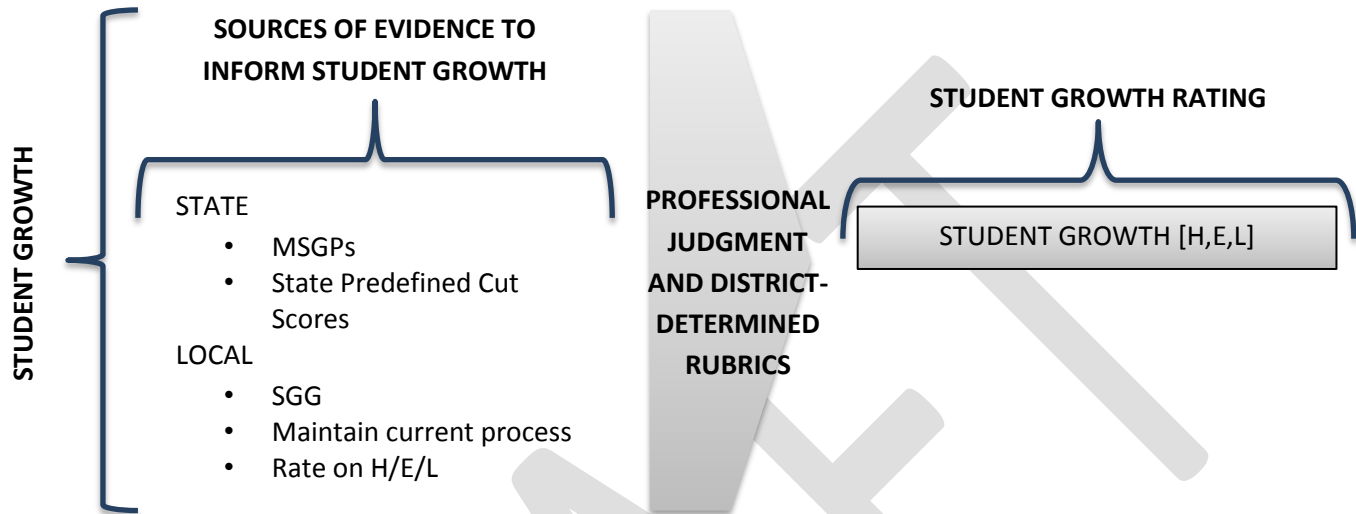 STUDENT GROWTH
SOURCES OF EVIDENCE TO
INFORM STUDENT GROWTH
STATE
• MSGPs
• State Predefined Cut
Scores
LOCAL
• SGG
• Maintain current process
• Rate on H/E/L
PROFESSIONAL
JUDGMENT
AND DISTRICT-
DETERMINED
RUBRICS
STUDENT GROWTH RATING
STUDENT GROWTH [H,E,L]